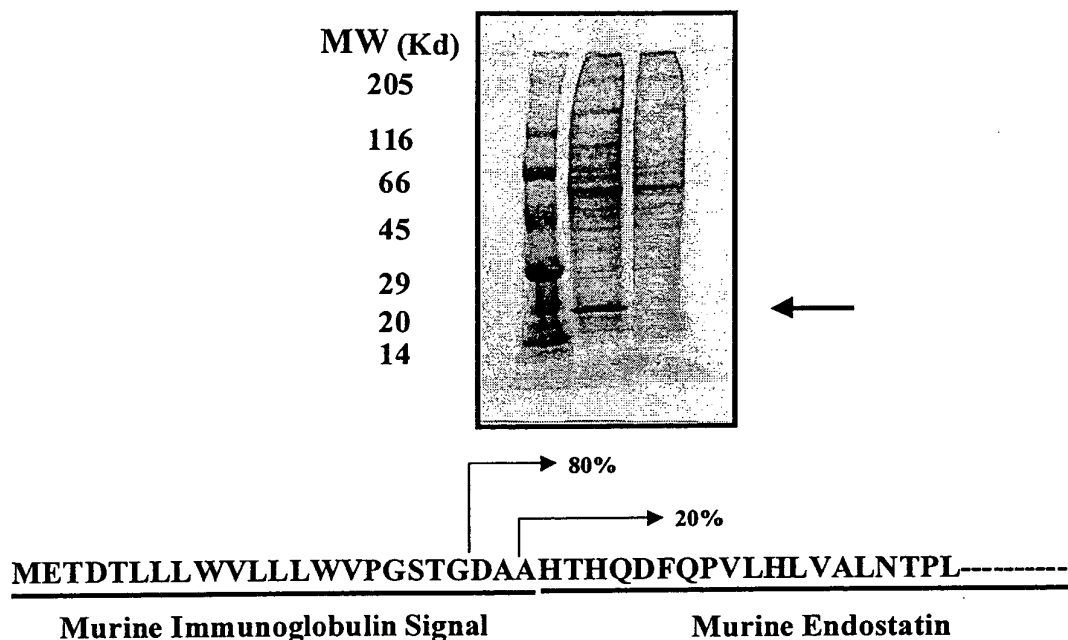 MW (Kd)
205
116
66
45
29
20
14
80%
20%
METDTLLLWVLLLWVPGSTGDAAHTHQDFQPVLHLVALNTPL----------
Murine Immunoglobulin Signal
Murine Endostatin